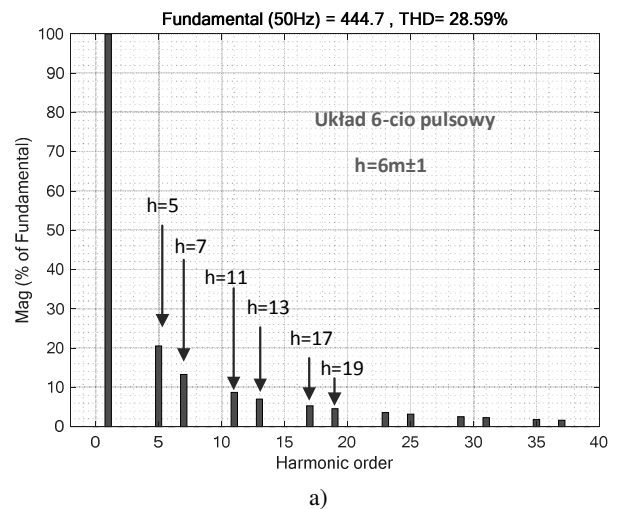 Fundamental (50Hz) = 444.7 , THD= 28.59%
100
90
80
70
60
50
40
30
20
10
0
Mag (% of Fundamental)
Układ 6-cio pulsowy
h=6m±1
h=5
h=7
h=11
h=13
h=17
h=19
0 5 10 15 20 25 30 35 40
Harmonic order
a)